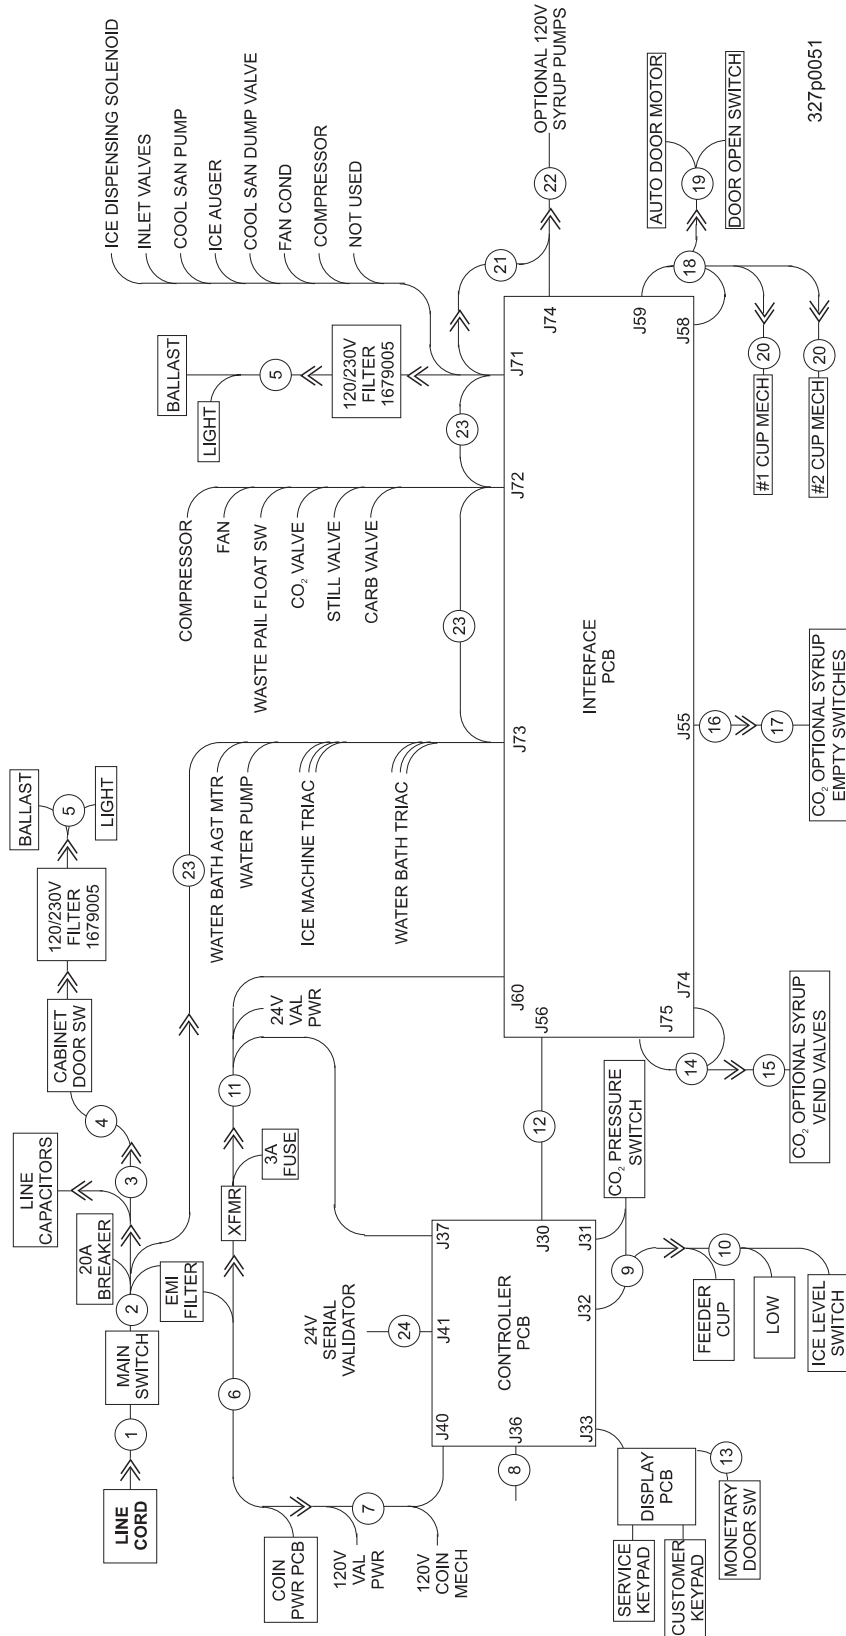 LINE
CORD
1
MAIN
SWITCH
2
20A
BREAKER
LINE
CAPACITORS
3
4
CABINET
DOOR SW
120/230V
FILTER
1679005
5
BALLAST
LIGHT
EMI
FILTER
23
6
COIN
PWR PCB
120V
VAL
PWR
7
120V
COIN
MECH
XFMR
3A
FUSE
11
24V
VAL
PWR
24V
SERIAL
VALIDATOR
24
J40
J41
J37
J36
CONTROLLER
PCB
J30
J33
J32
J31
8
DISPLAY
PCB
SERVICE
KEYPAD
CUSTOMER
KEYPAD
13
MONETARY
DOOR SW
9
CO₂ PRESSURE
SWITCH
10
FEEDER
CUP
LOW
ICE LEVEL
SWITCH
12
WATER BATH AGT MTR
WATER PUMP
ICE MACHINE TRIAC
WATER BATH TRIAC
23
COMPRESSOR
FAN
WASTE PAIL FLOAT SW
CO₂ VALVE
STILL VALVE
CARB VALVE
23
BALLAST
LIGHT
5
120/230V
FILTER
1679005
ICE DISPENSING SOLENOID
INLET VALVES
COOL SAN PUMP
ICE AUGER
COOL SAN DUMP VALVE
FAN COND
COMPRESSOR
NOT USED
21
22
OPTIONAL 120V
SYRUP PUMPS
J60
J56
J73
J72
J71
J74
INTERFACE
PCB
J75
J74
J55
J59
J58
14
15
CO₂ OPTIONAL SYRUP
VEND VALVES
16
17
CO₂ OPTIONAL SYRUP
EMPTY SWITCHES
18
19
AUTO DOOR MOTOR
DOOR OPEN SWITCH
20
#1 CUP MECH
20
#2 CUP MECH
327p0051